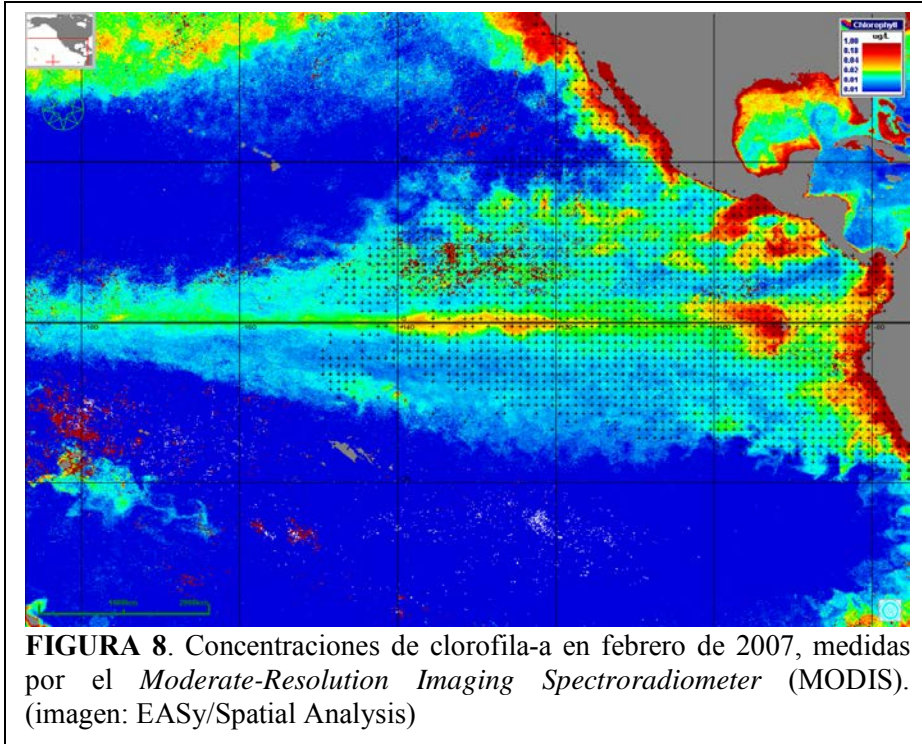 Chlorophyll
ug/L
1.00
0.18
0.04
0.02
0.01
0.01
FIGURA 8. Concentraciones de clorofila-a en febrero de 2007, medidas
por el Moderate-Resolution Imaging Spectroradiometer (MODIS).
(imagen: EASy/Spatial Analysis)